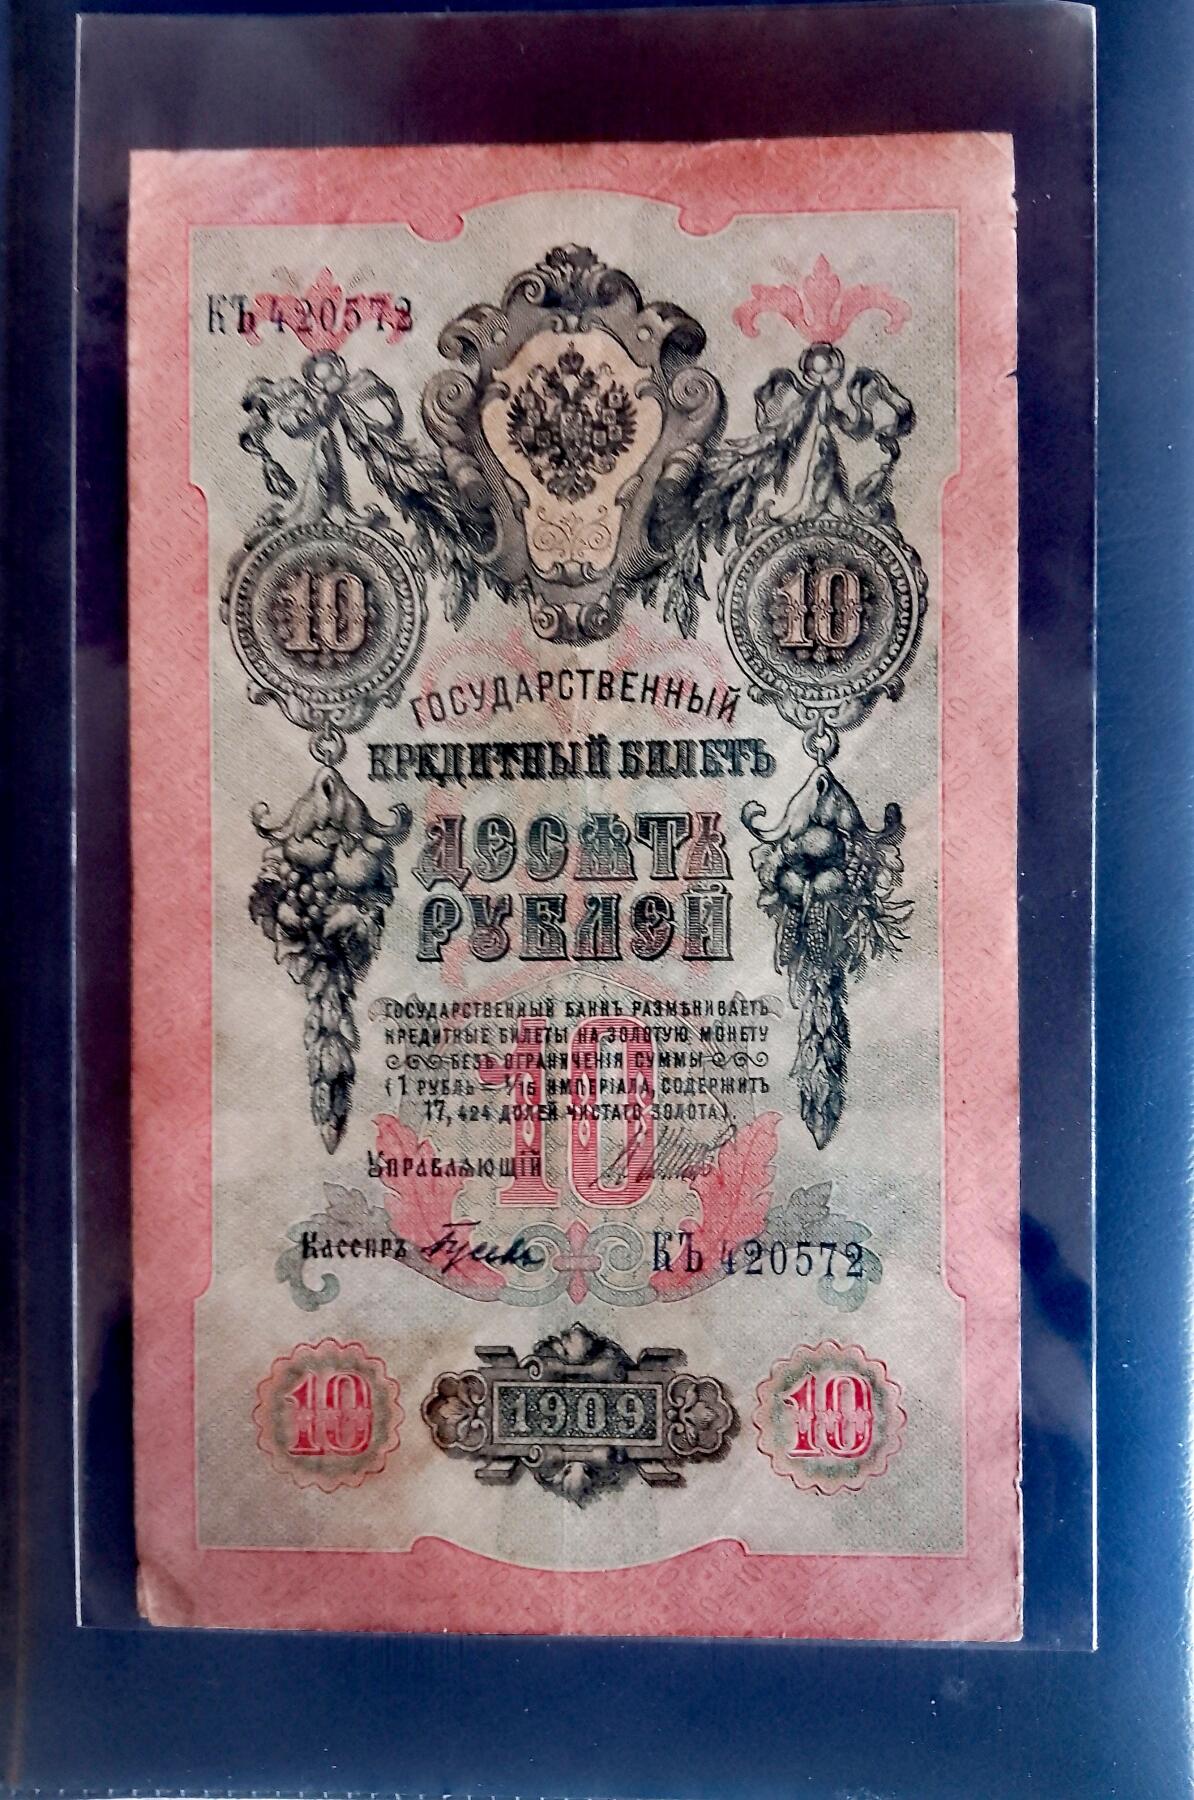 КЪ 420572
10 10
ГОСУДАРСТВЕННЫЙ
КРЕДИТНЫЙ БИЛЕТЪ
ДЕСЯТЬ
РУБЛЕЙ
ГОСУДАРСТВЕННЫЙ БАНКЪ РАЗМѢНИВАЕТЪ
КРЕДИТНЫЕ БИЛЕТЫ НА ЗОЛОТУЮ МОНЕТУ
БЕЗЪ ОГРАНИЧЕНІЯ СУММЫ
(1 РУБЛЬ = 1/15 ИМПЕРІАЛА, СОДЕРЖИТЪ
17,424 ДОЛЕЙ ЧИСТАГО ЗОЛОТА).
10
УПРАВЛЯЮЩІЙ
Кассиръ
КЪ 420572
10 1909 10